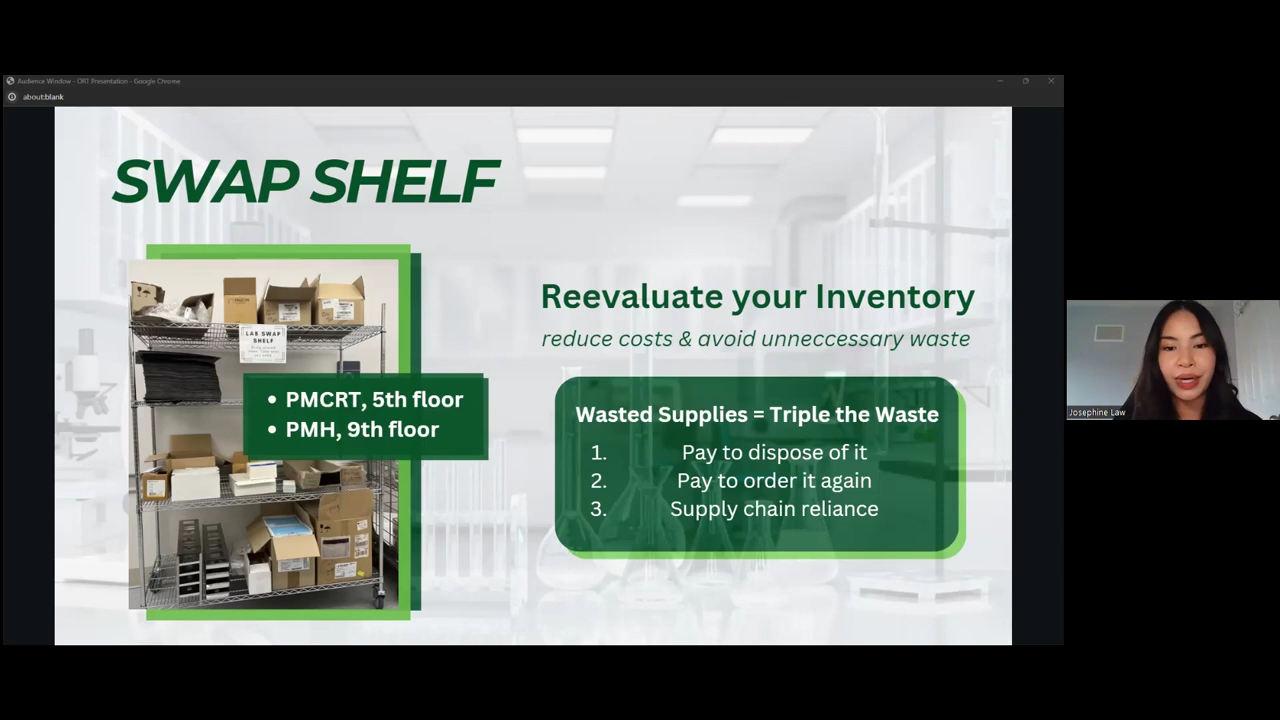 Audience Window - ORT Presentation - Google Chrome
about:blank
SWAP SHELF
LAB SWAP
SHELF
• PMCRT, 5th floor
• PMH, 9th floor
Reevaluate your Inventory
reduce costs & avoid unneccessary waste
Wasted Supplies = Triple the Waste
1. Pay to dispose of it
2. Pay to order it again
3. Supply chain reliance
Josephine Law